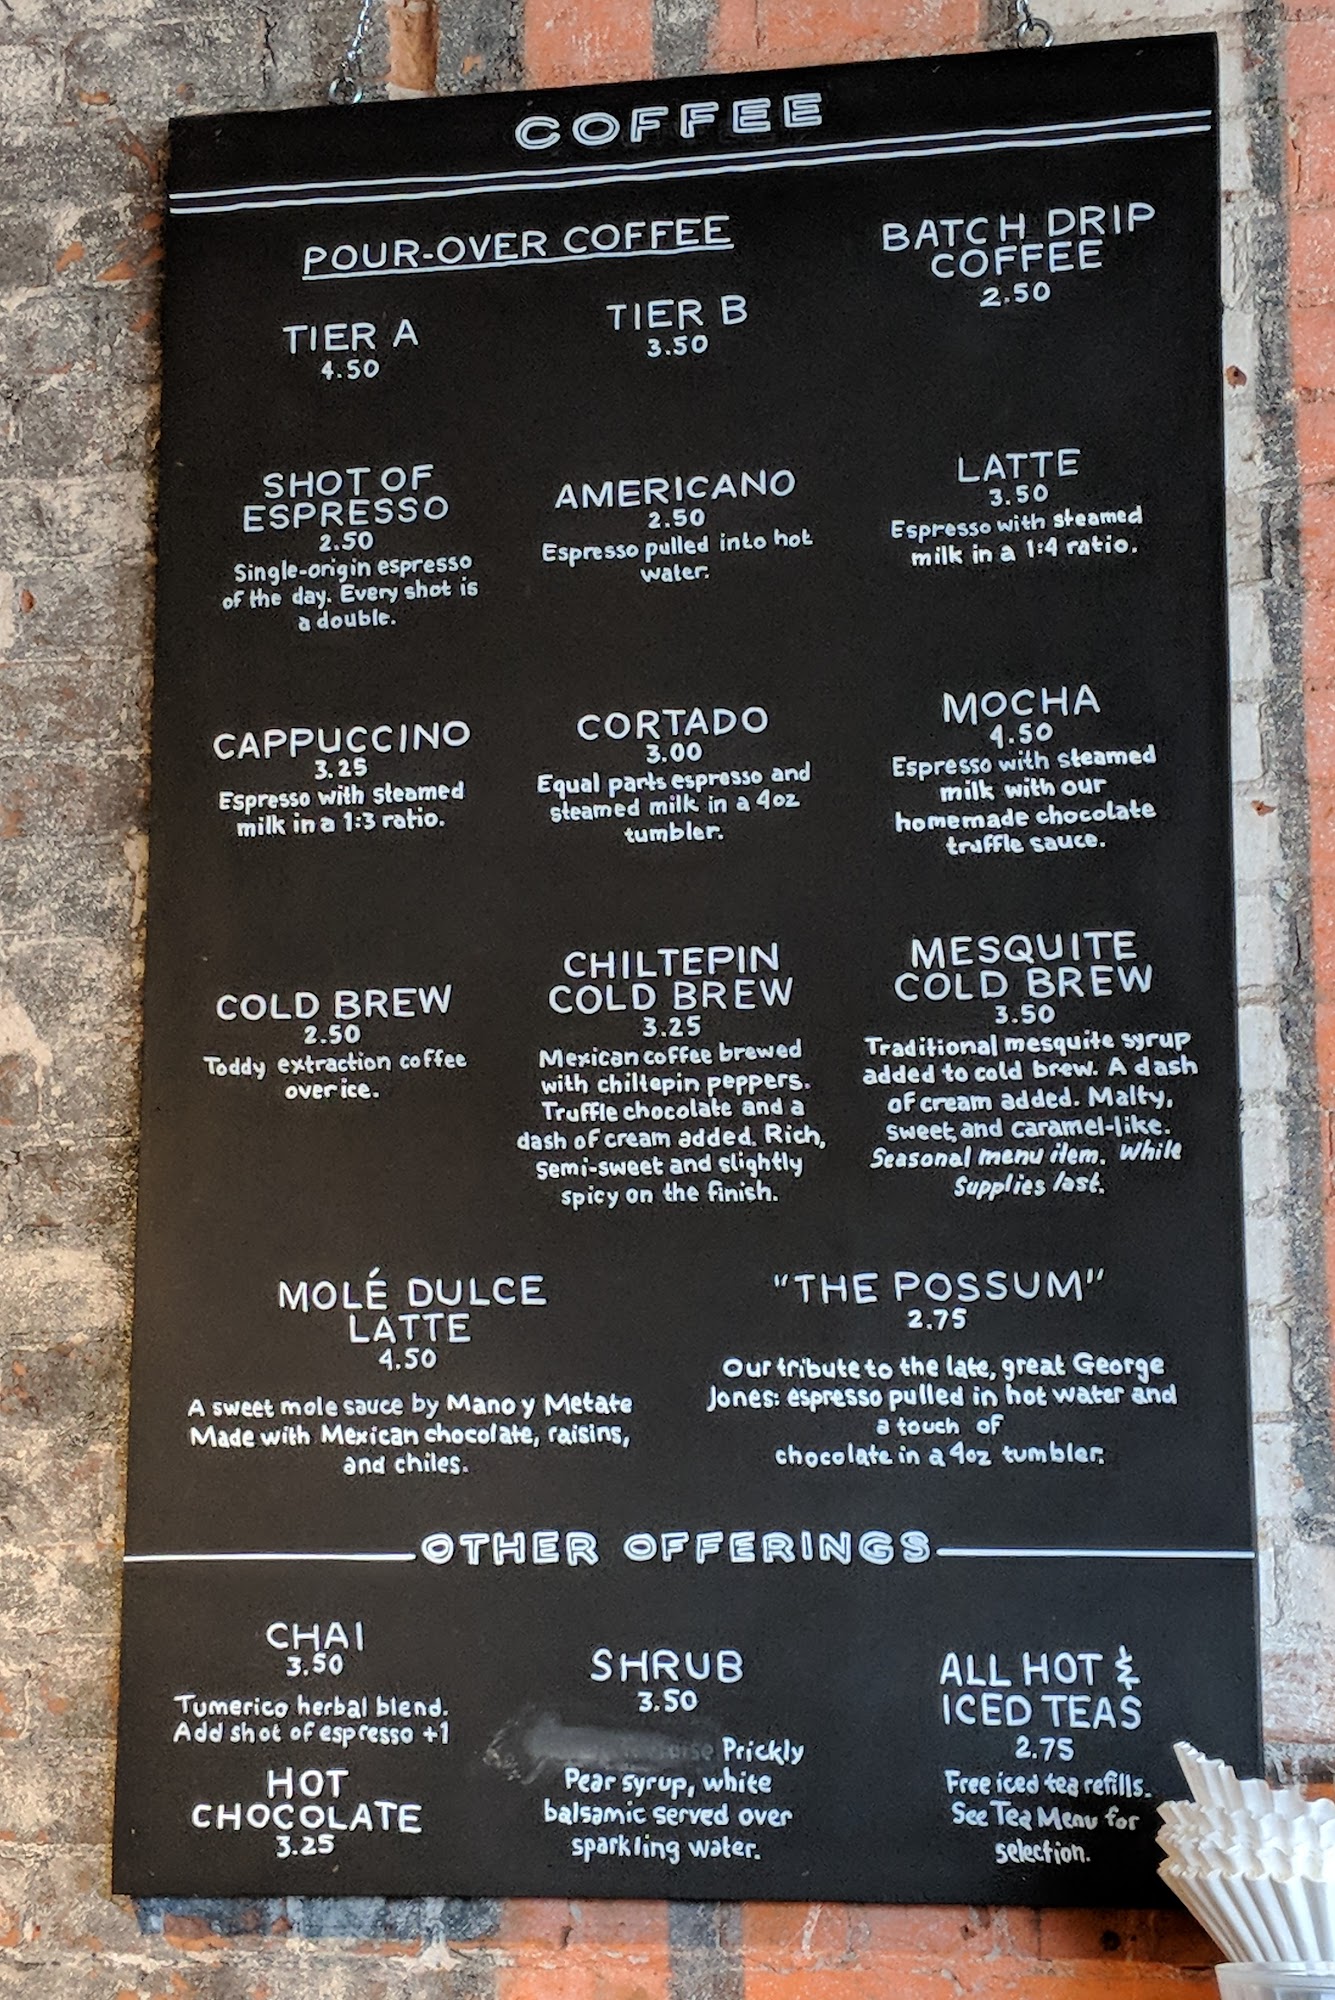 COFFEE
POUR-OVER COFFEE
TIER A
4.50
TIER B
3.50
BATCH DRIP
COFFEE
2.50
SHOT OF
ESPRESSO
2.50
Single-origin espresso
of the day. Every shot is
a double.
AMERICANO
2.50
Espresso pulled into hot
water.
LATTE
3.50
Espresso with steamed
milk in a 1:4 ratio.
CAPPUCCINO
3.25
Espresso with steamed
milk in a 1:3 ratio.
CORTADO
3.00
Equal parts espresso and
steamed milk in a 4oz
tumbler.
MOCHA
4.50
Espresso with steamed
milk with our
homemade chocolate
truffle sauce.
COLD BREW
2.50
Toddy extraction coffee
over ice.
CHILTEPIN
COLD BREW
3.25
Mexican coffee brewed
with chiltepin peppers.
Truffle chocolate and a
dash of cream added. Rich,
semi-sweet and slightly
spicy on the finish.
MESQUITE
COLD BREW
3.50
Traditional mesquite syrup
added to cold brew. A dash
of cream added. Malty,
sweet, and caramel-like.
Seasonal menu item. While
Supplies last.
MOLÉ DULCE
LATTE
4.50
A sweet mole sauce by Mano y Metate
Made with Mexican chocolate, raisins,
and chiles.
"THE POSSUM"
2.75
Our tribute to the late, great George
Jones: espresso pulled in hot water and
a touch of
chocolate in a 4oz tumbler.
OTHER OFFERINGS
CHAI
3.50
Tumerico herbal blend.
Add shot of espresso +1
HOT
CHOCOLATE
3.25
SHRUB
3.50
Prickly
Pear syrup, white
balsamic served over
sparkling water.
ALL HOT &
ICED TEAS
2.75
Free iced tea refills.
See Tea Menu for
selection.